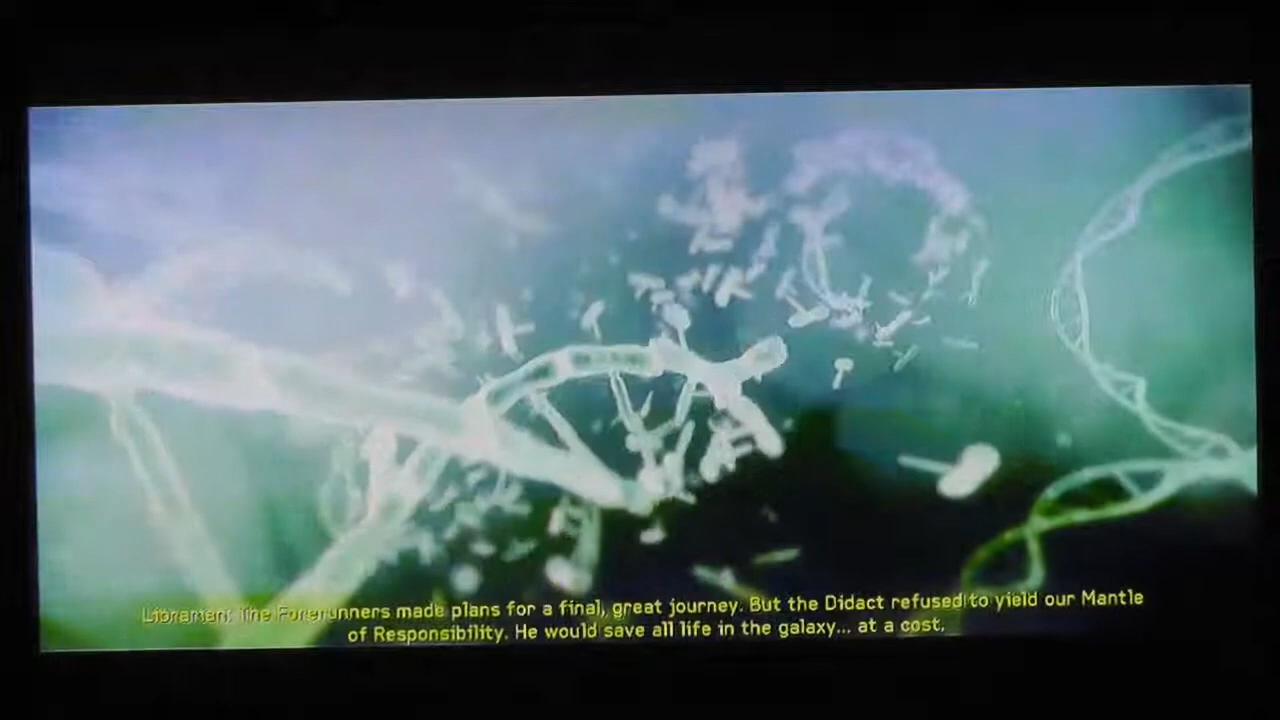 Librarian: The Forerunners made plans for a final, great journey. But the Didact refused to yield our Mantle
of Responsibility. He would save all life in the galaxy... at a cost.